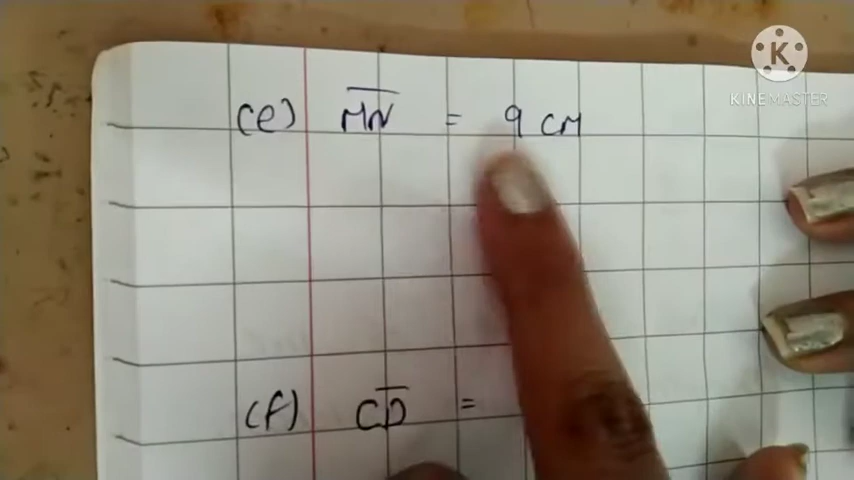 KINEMASTER
(e) MN = 9 CM
(f) CD =